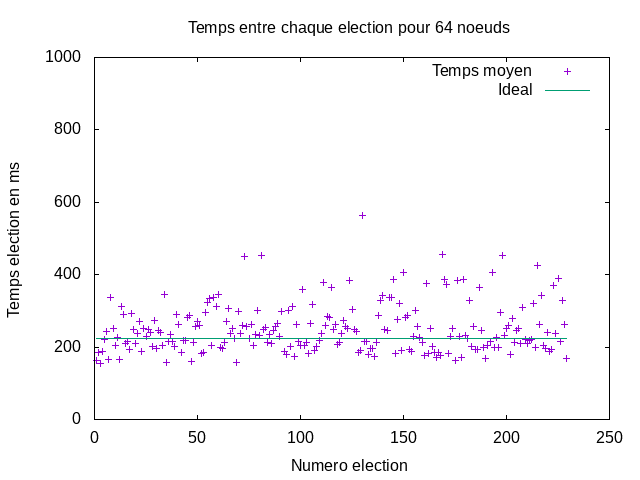 Temps entre chaque election pour 64 noeuds
Temps election en ms
1000
800
600
400
200
0
0 50 100 150 200 250
Numero election
Temps moyen
Ideal